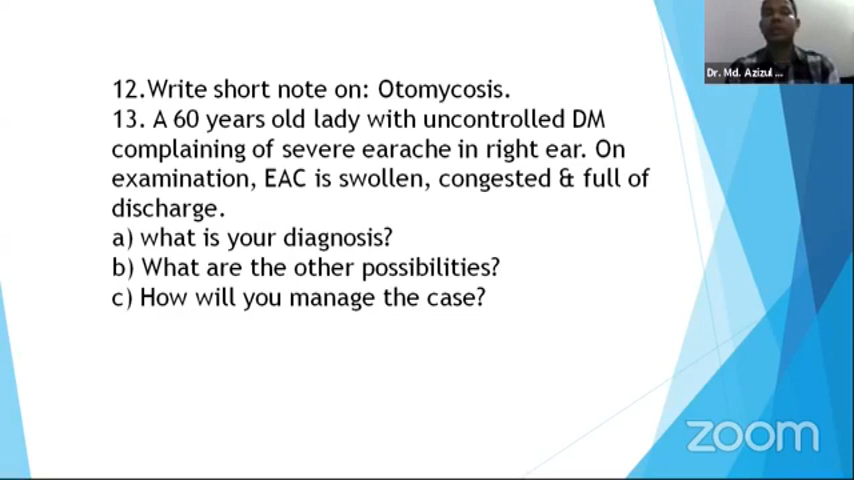 Dr. Md. Azizul ...
12.Write short note on: Otomycosis.
13. A 60 years old lady with uncontrolled DM
complaining of severe earache in right ear. On
examination, EAC is swollen, congested & full of
discharge.
a) what is your diagnosis?
b) What are the other possibilities?
c) How will you manage the case?
zoom